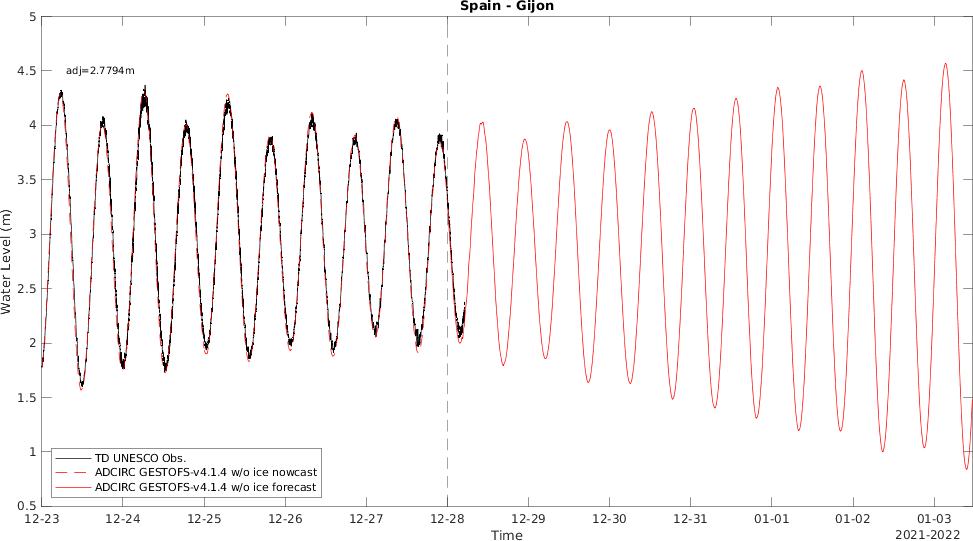 Spain - Gijon
5
4.5
4
3.5
3
2.5
2
1.5
1
0.5
Water Level (m)
adj=2.7794m
TD UNESCO Obs.
ADCIRC GESTOFS-v4.1.4 w/o ice nowcast
ADCIRC GESTOFS-v4.1.4 w/o ice forecast
12-23 12-24 12-25 12-26 12-27 12-28 12-29 12-30 12-31 01-01 01-02 01-03
Time
2021-2022